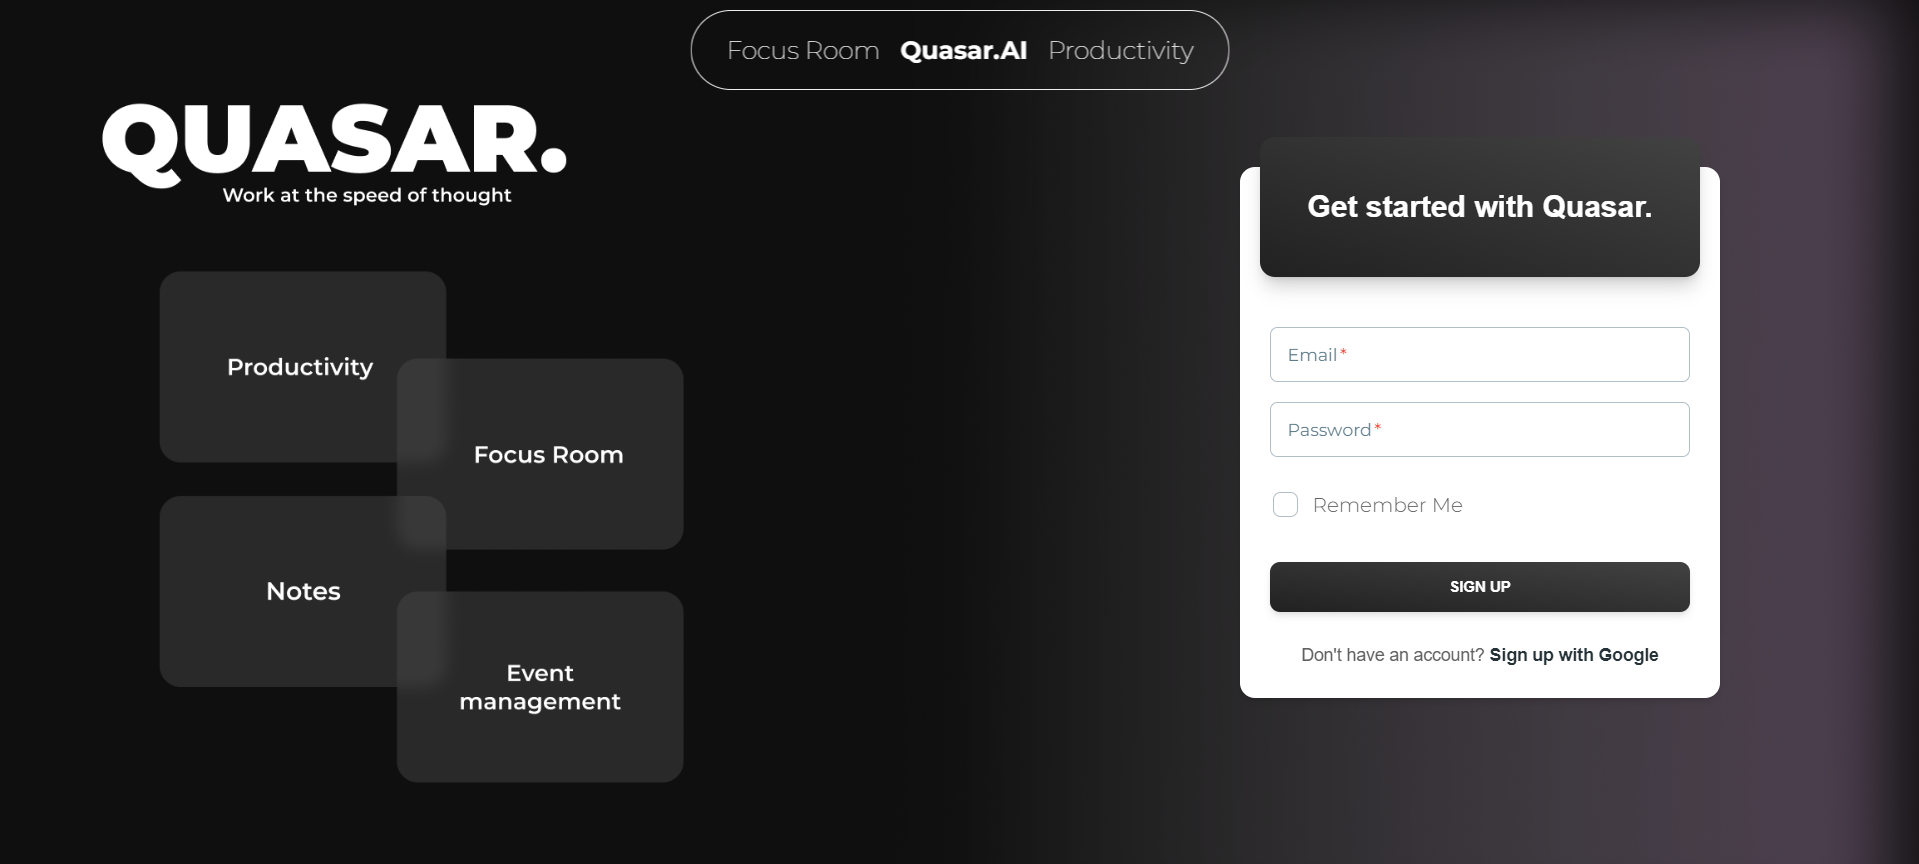 Focus Room Quasar.AI Productivity
QUASAR.
Work at the speed of thought
Productivity
Focus Room
Notes
Event
management
Get started with Quasar.
Email*
Password*
Remember Me
SIGN UP
Don't have an account? Sign up with Google